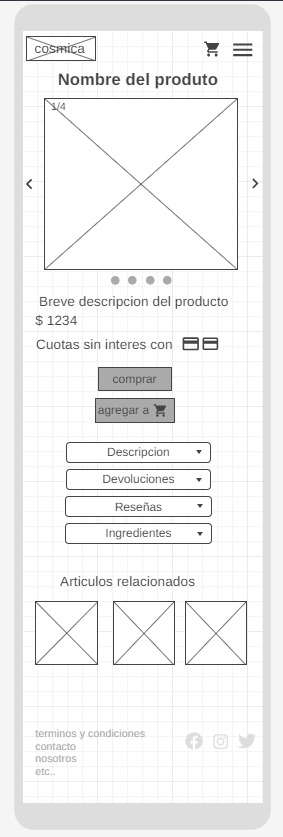 cosmica
Nombre del produto
1/4
Breve descripcion del producto
$ 1234
Cuotas sin interes con
comprar
agregar a
Descripcion
Devoluciones
Reseñas
Ingredientes
Articulos relacionados
terminos y condiciones
contacto
nosotros
etc..